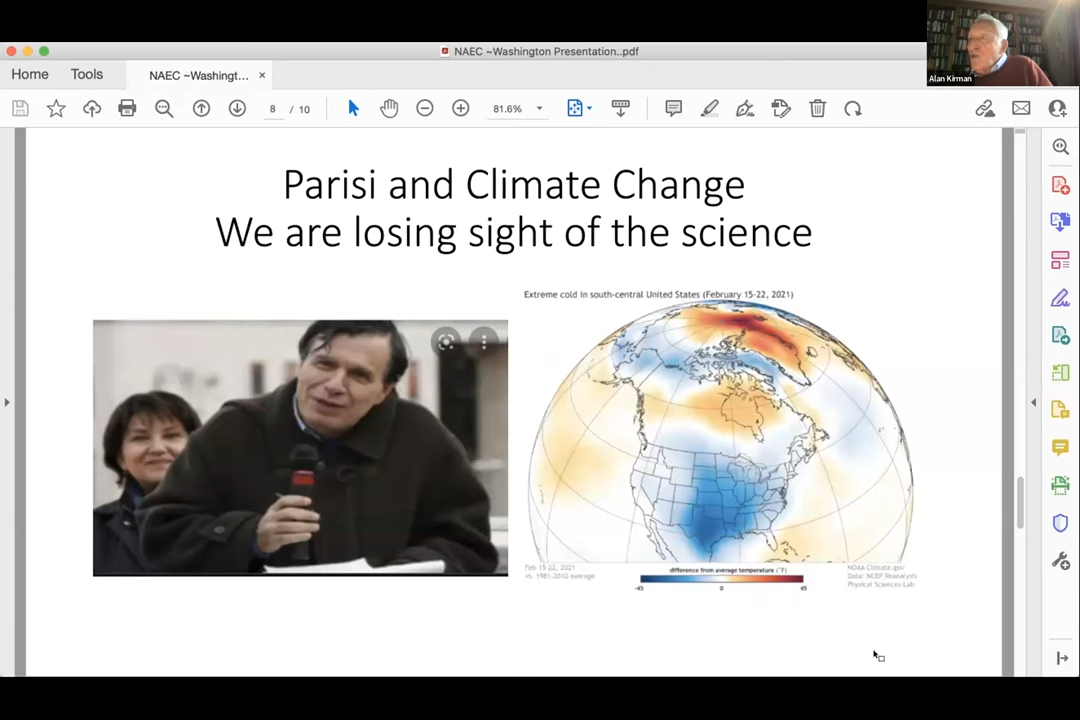 NAEC ~Washington Presentation..pdf
Alan Kirman
Home
Tools
NAEC ~Washingt...
8 / 10
81.6%
Parisi and Climate Change
We are losing sight of the science
Extreme cold in south-central United States (February 15-22, 2021)
Feb 15-22, 2021
vs. 1981-2010 average
difference from average temperature (°F)
-45
0
45
NOAA Climate.gov
Data: NCEP Reanalysis
Physical Sciences Lab